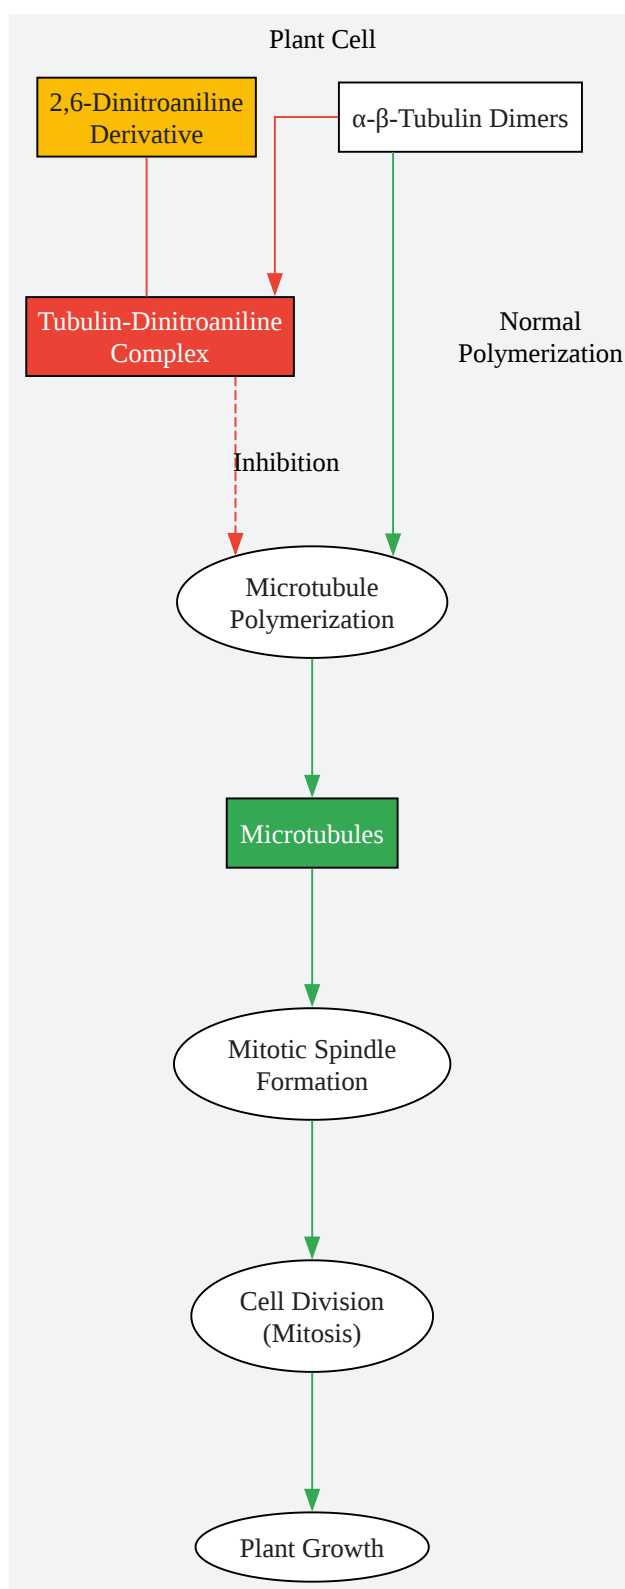 Plant Cell
2,6-Dinitroaniline
Derivative
α-β-Tubulin Dimers
Tubulin-Dinitroaniline
Complex
Normal
Polymerization
Inhibition
Microtubule
Polymerization
Microtubules
Mitotic Spindle
Formation
Cell Division
(Mitosis)
Plant Growth